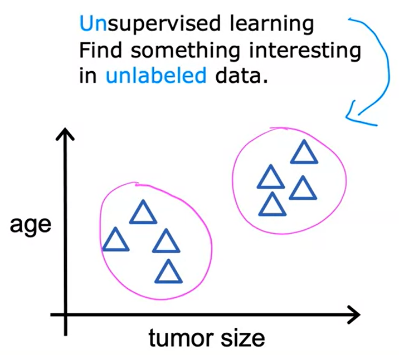 Unsupervised learning
Find something interesting
in unlabeled data.
age
tumor size